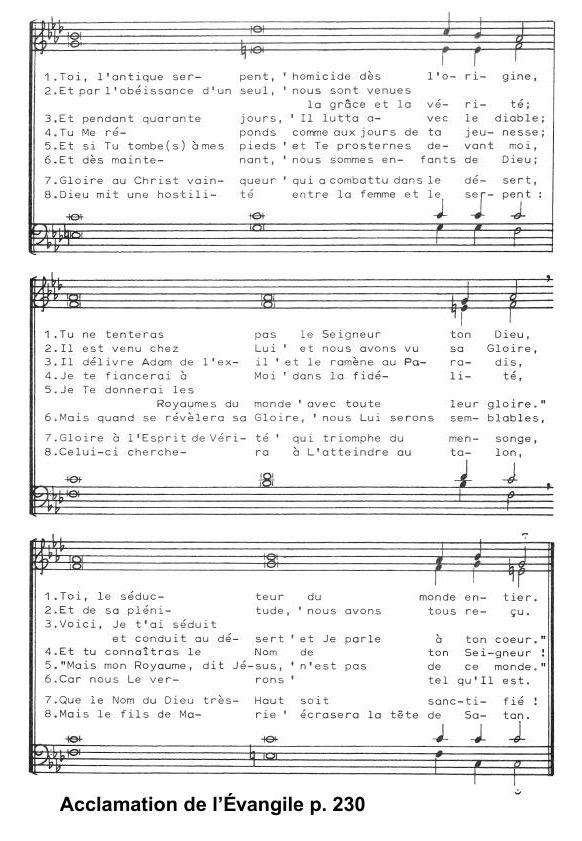 1.Toi, l'antique ser- pent, ' homicide dès l'o- ri- gine,
2.Et par l'obéissance d'un seul, ' nous sont venues
la grâce et la vé- ri- té;
3.Et pendant quarante jours, ' Il lutta a- vec le diable;
4.Tu Me ré- ponds comme aux jours de ta jeu- nesse;
5.Et si Tu tombe(s) à mes pieds ' et Te prosternes de- vant moi,
6.Et dès mainte- nant, ' nous sommes en- fants de Dieu;
7.Gloire au Christ vain- queur ' qui a combattu dans le dé- sert,
8.Dieu mit une hostili- té entre la femme et le ser- pent :
1.Tu ne tenteras pas le Seigneur ton Dieu,
2.Il est venu chez Lui ' et nous avons vu sa Gloire,
3.Il délivre Adam de l'ex- il ' et le ramène au Pa- ra- dis,
4.Je te fiancerai à Moi ' dans la fidé- li- té,
5.Je Te donnerai les
Royaumes du monde ' avec toute leur gloire."
6.Mais quand se révèlera sa Gloire, ' nous Lui serons sem- blables,
7.Gloire à l'Esprit de Véri- té ' qui triomphe du men- songe,
8.Celui-ci cherche- ra à L'atteindre au ta- lon,
1.Toi, le séduc- teur du monde en- tier.
2.Et de sa pléni- tude, ' nous avons tous re- çu.
3.Voici, Je t'ai séduit
et conduit au dé- sert ' et Je parle à ton coeur."
4.Et tu connaîtras le Nom de ton Sei-gneur !
5."Mais mon Royaume, dit Jé-sus, ' n'est pas de ce monde."
6.Car nous Le ver- rons ' tel qu'Il est.
7.Que le Nom du Dieu très- Haut soit sanc-ti- fié !
8.Mais le fils de Ma- rie ' écrasera la tête de Sa- tan.
Acclamation de l'Évangile p. 230